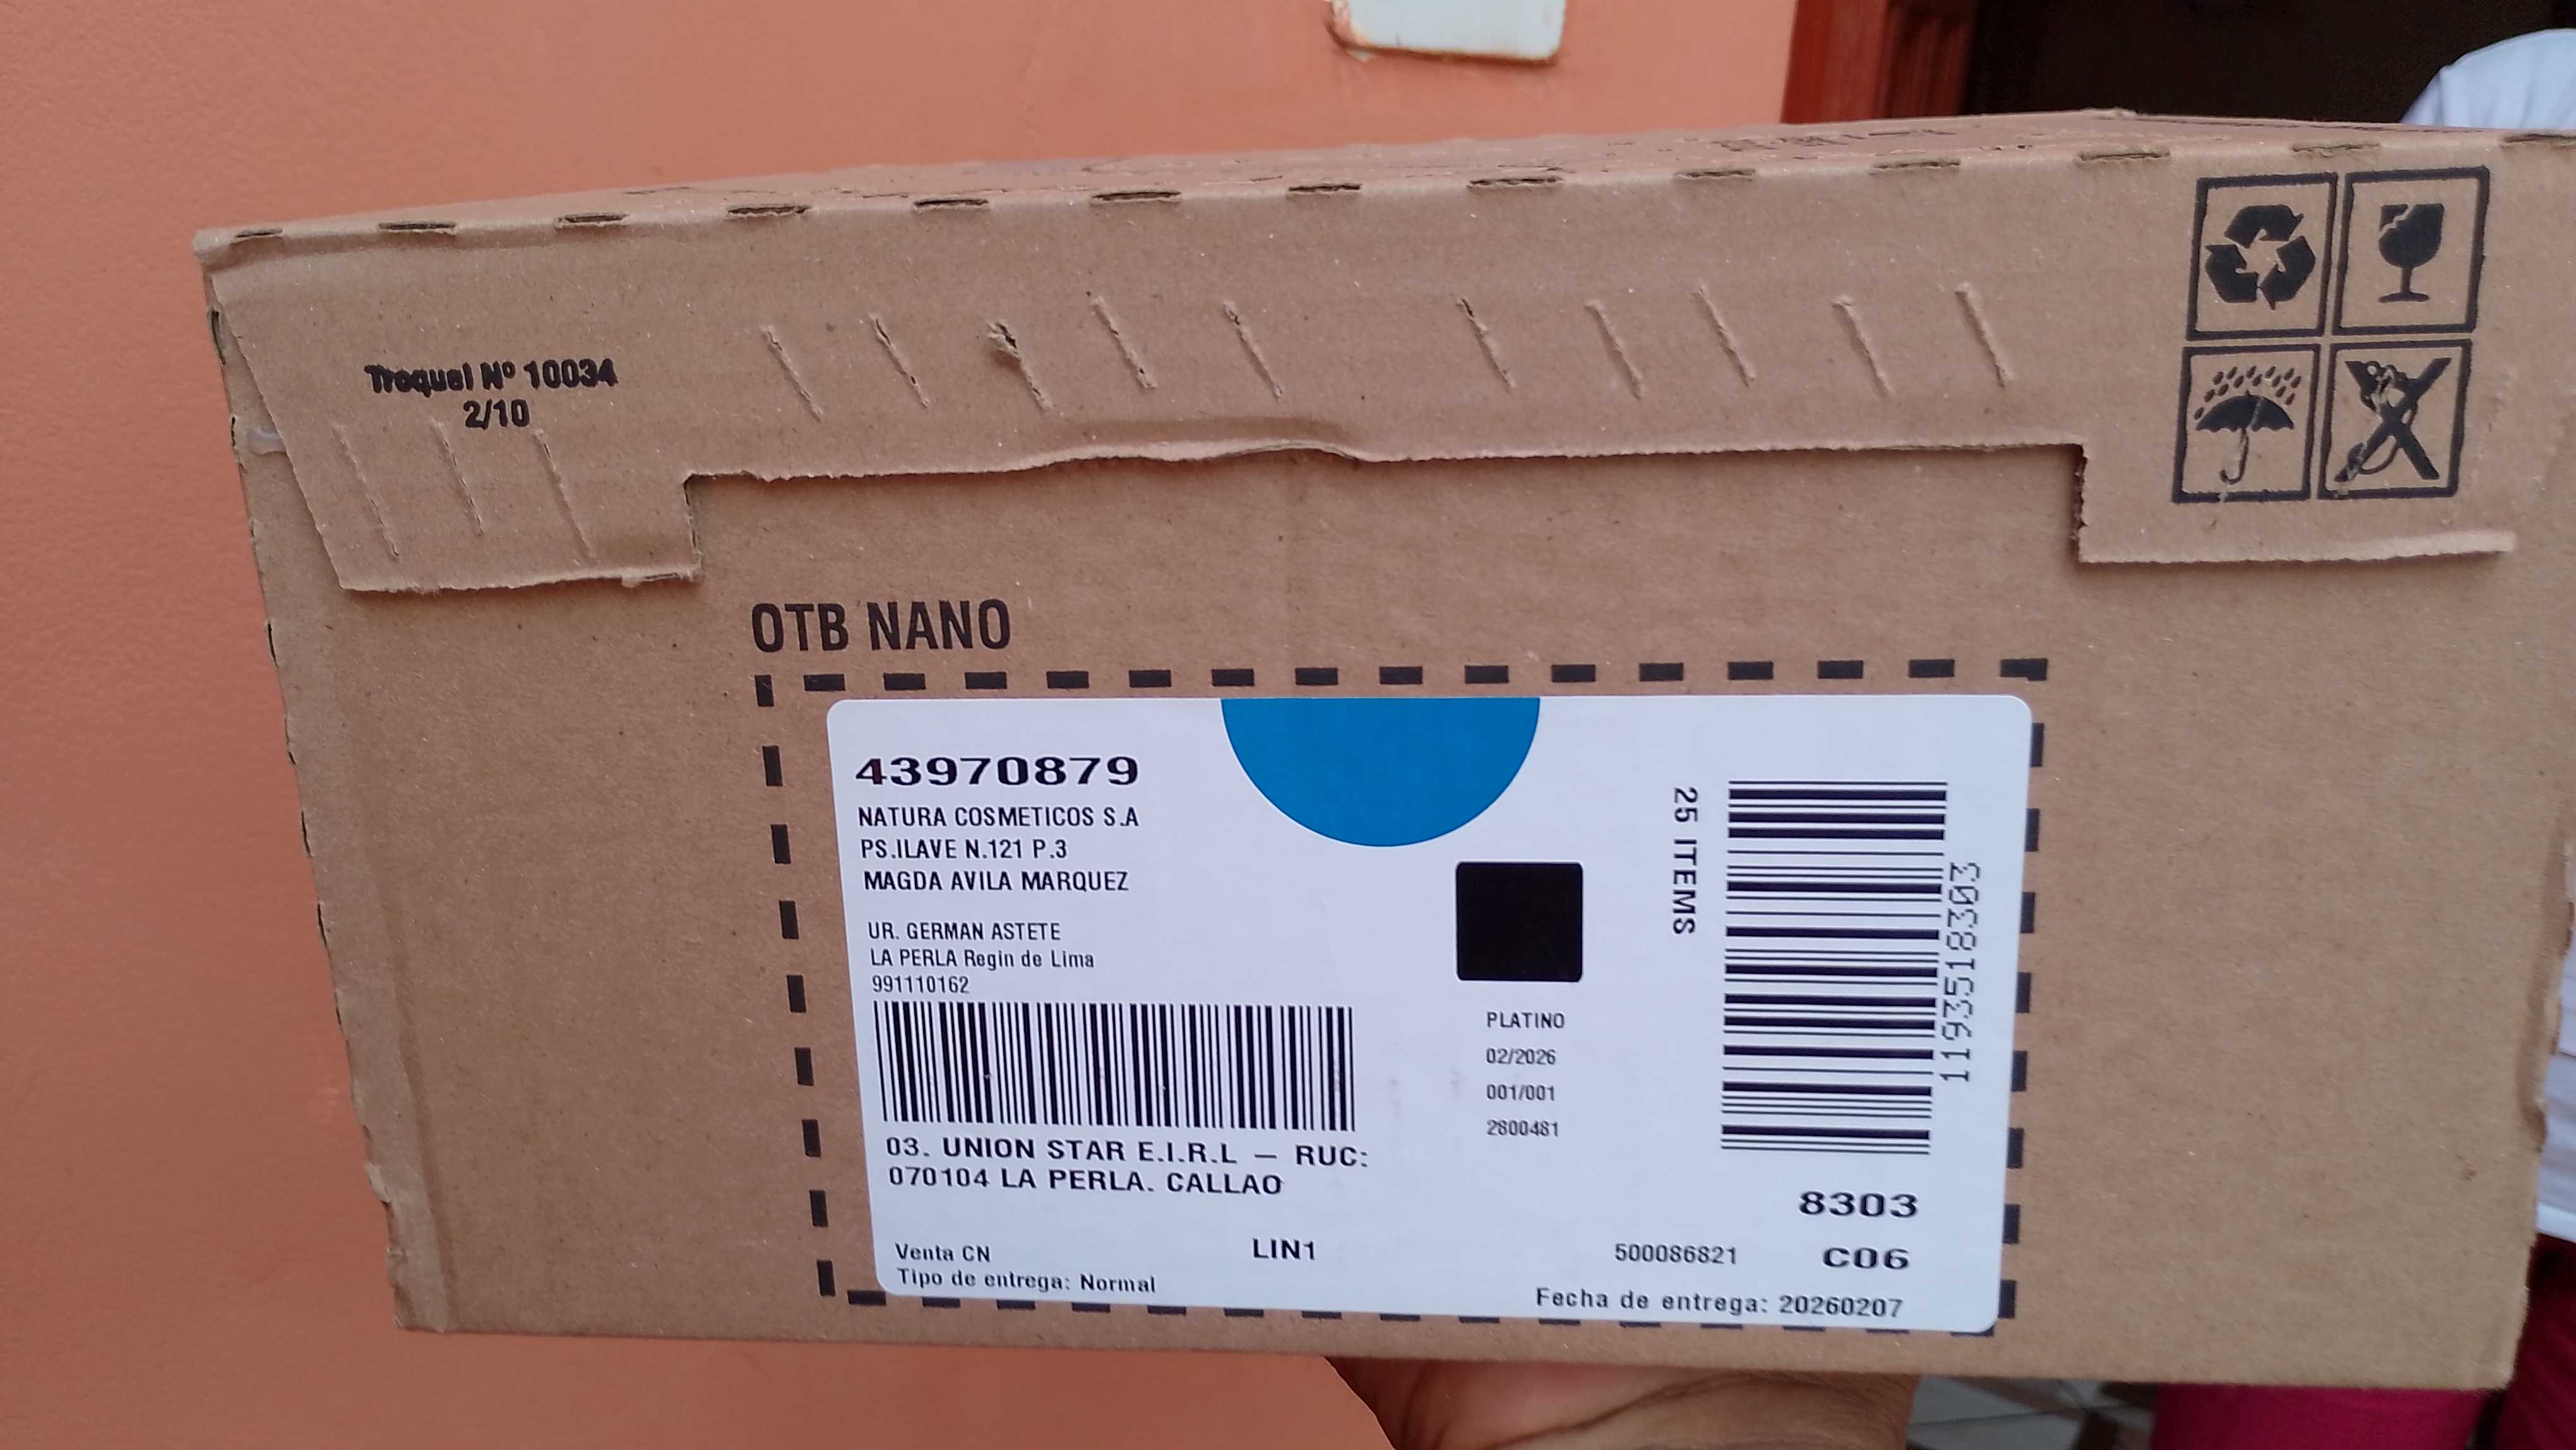 Troquel Nº 10034
2/10
OTB NANO
43970879
NATURA COSMETICOS S.A
PS.ILAVE N.121 P.3
MAGDA AVILA MARQUEZ
UR. GERMAN ASTETE
LA PERLA Regin de Lima
991110162
03. UNION STAR E.I.R.L – RUC:
070104 LA PERLA. CALLAO
Venta CN
Tipo de entrega: Normal
LIN1
PLATINO
02/2026
001/001
2800481
25 ITEMS
1193518303
8303
500086821
C06
Fecha de entrega: 20260207